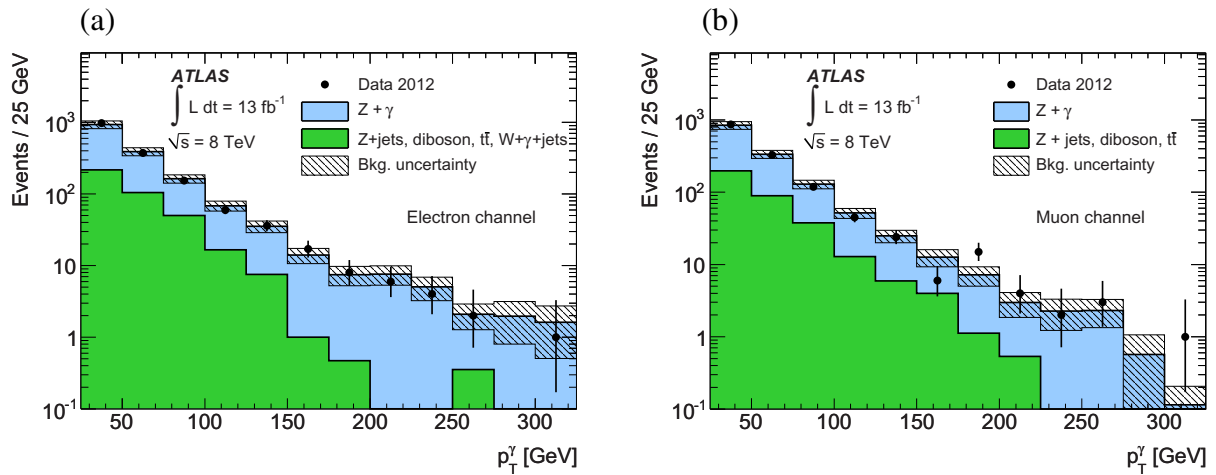 (a)
Events / 25 GeV
10³
10²
10
1
10⁻¹
ATLAS
∫ L dt = 13 fb⁻¹
√s = 8 TeV
Data 2012
Z + γ
Z+jets, diboson, tt̄, W+γ+jets
Bkg. uncertainty
Electron channel
50 100 150 200 250 300
p_T^γ [GeV]
(b)
Events / 25 GeV
10³
10²
10
1
10⁻¹
ATLAS
∫ L dt = 13 fb⁻¹
√s = 8 TeV
Data 2012
Z + γ
Z + jets, diboson, tt̄
Bkg. uncertainty
Muon channel
50 100 150 200 250 300
p_T^γ [GeV]